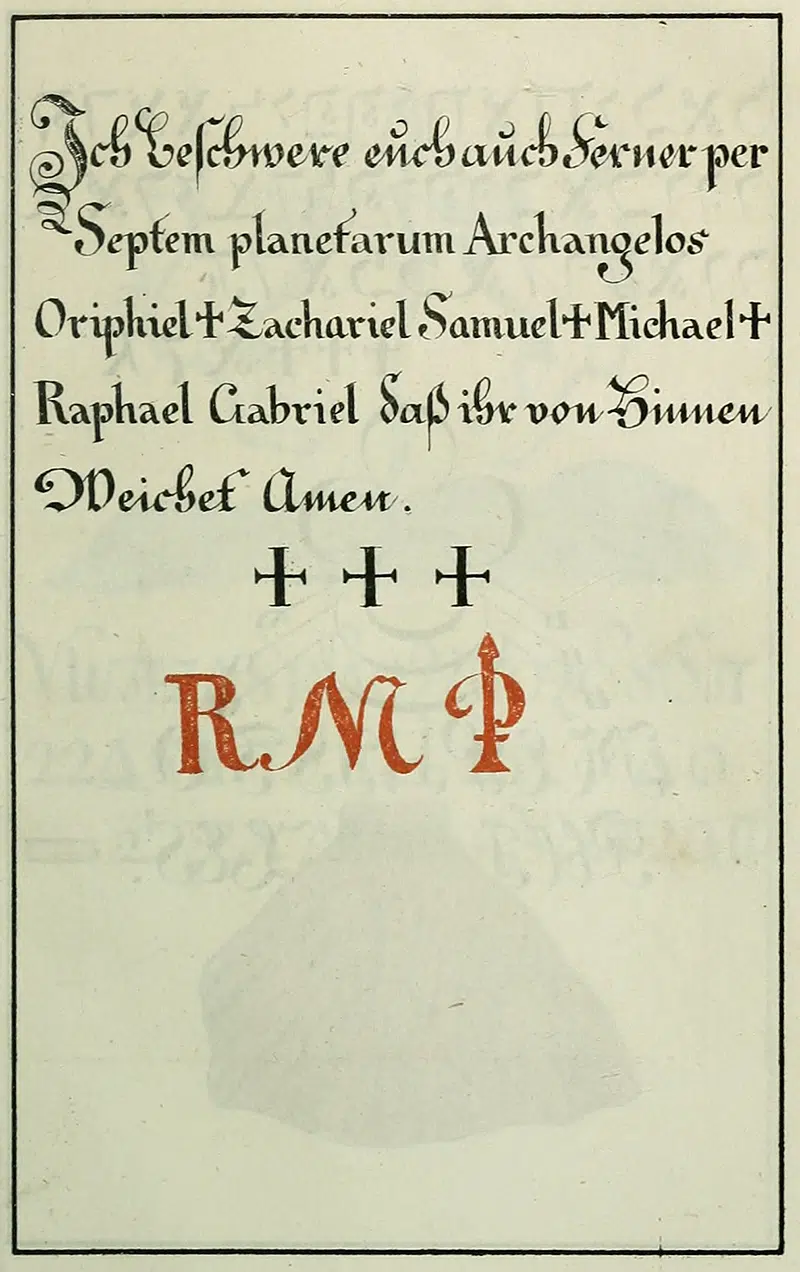 Ich beschwere euch auch Ferner per
Septem planetarum Archangelos
Oriphiel + Zachariel Samuel + Michael +
Raphael Gabriel daß ihr von Hinnen
Weichet Amen.
+ + +
R M P